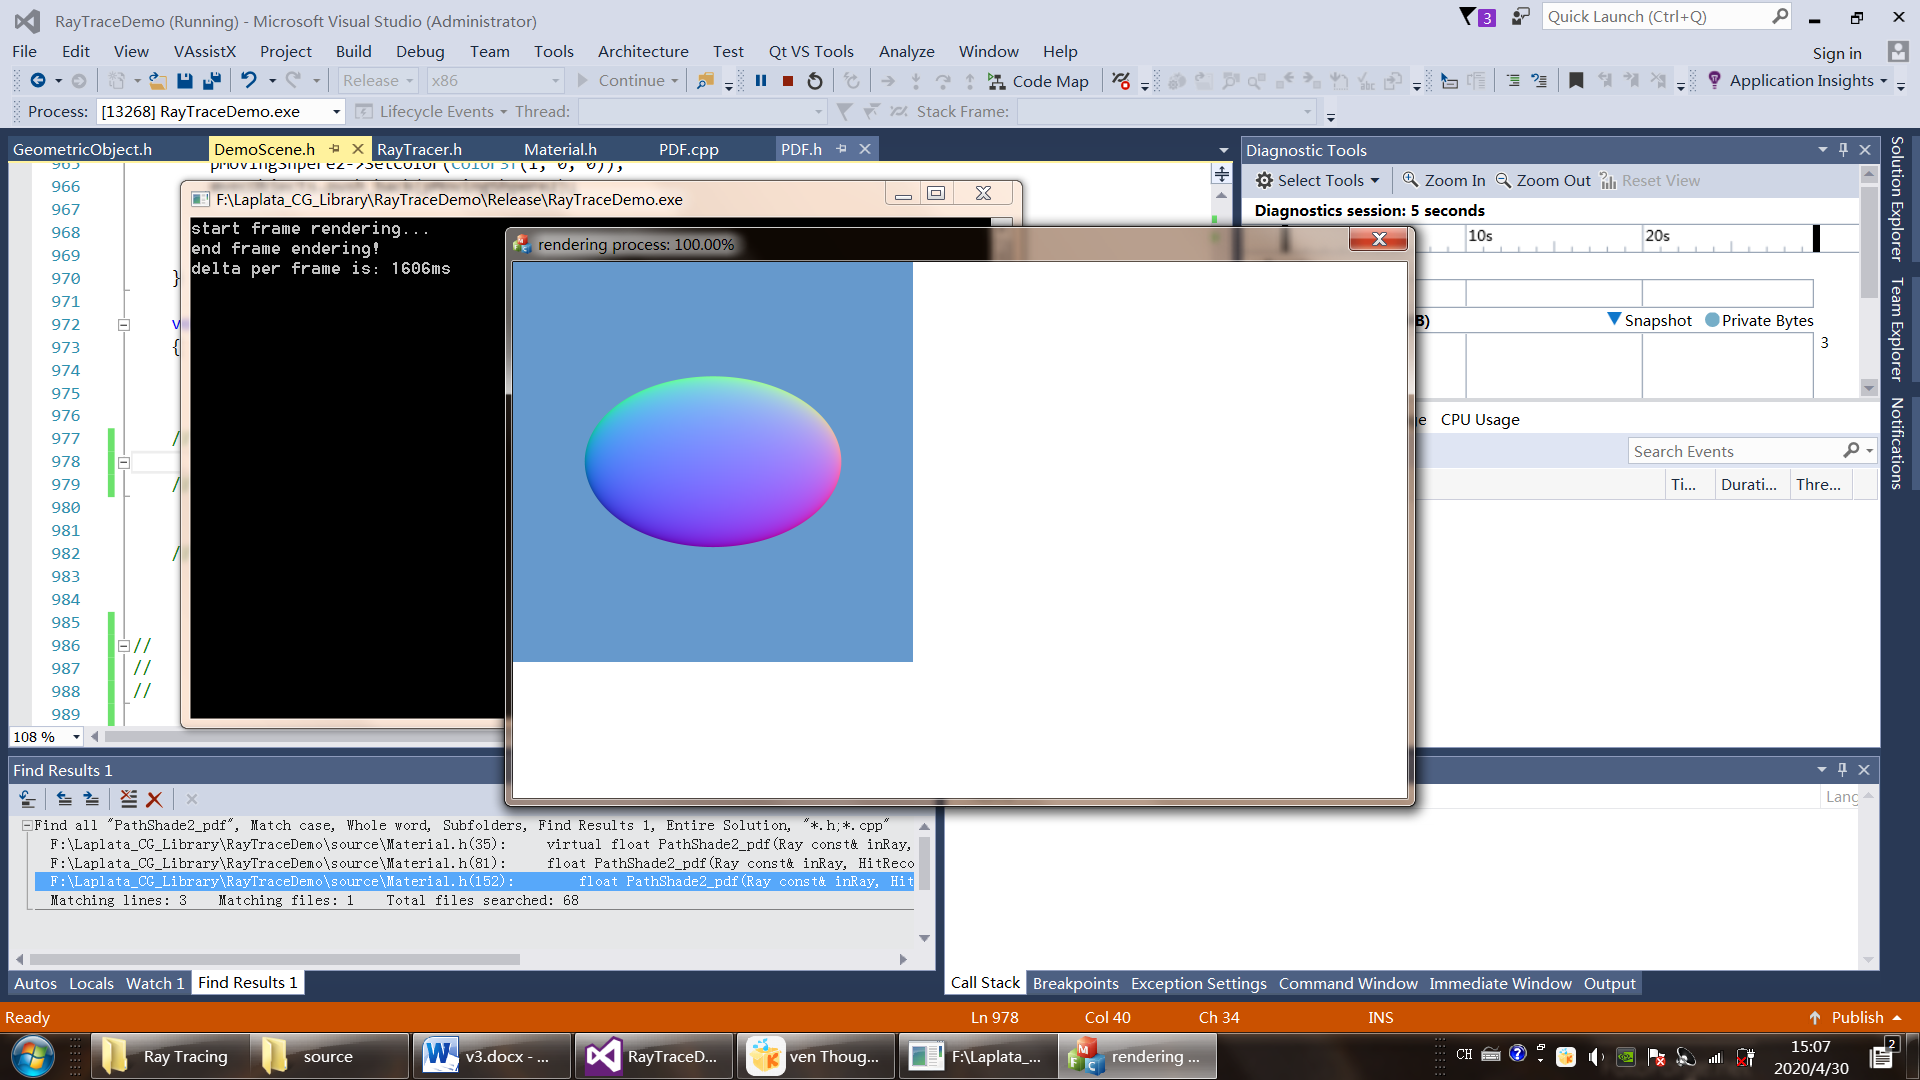 RayTraceDemo (Running) - Microsoft Visual Studio (Administrator)
3
Quick Launch (Ctrl+Q)
File Edit View VAssistX Project Build Debug Team Tools Architecture Test Qt VS Tools Analyze Window Help
Sign in
Release x86 Continue Code Map Application Insights
Process: [13268] RayTraceDemo.exe Lifecycle Events Thread: Stack Frame:
GeometricObject.h DemoScene.h RayTracer.h Material.h PDF.cpp PDF.h
965 pMovingShpere2->SetColor(Color3f(1, 0, 0));
966
967
968
969
970 }
971
972
973 {
974
975
976
977 /
978
979 /
980
981
982 /
983
984
985
986 //
987 //
988 //
989
108 %
F:\Laplata_CG_Library\RayTraceDemo\Release\RayTraceDemo.exe
start frame rendering...
end frame endering!
delta per frame is: 1606ms
rendering process: 100.00%
Diagnostic Tools
Select Tools Zoom In Zoom Out Reset View
Diagnostics session: 5 seconds
10s 20s
B) Snapshot Private Bytes
3
e CPU Usage
Search Events
Ti... Durati... Thre...
Solution Explorer
Team Explorer
Notifications
Find Results 1
Find all "PathShade2_pdf", Match case, Whole word, Subfolders, Find Results 1, Entire Solution, "*.h;*.cpp"
F:\Laplata_CG_Library\RayTraceDemo\source\Material.h(35): virtual float PathShade2_pdf(Ray const& inRay,
F:\Laplata_CG_Library\RayTraceDemo\source\Material.h(81): float PathShade2_pdf(Ray const& inRay, HitReco
F:\Laplata_CG_Library\RayTraceDemo\source\Material.h(152): float PathShade2_pdf(Ray const& inRay, Hit
Matching lines: 3 Matching files: 1 Total files searched: 68
Lang
Autos Locals Watch 1 Find Results 1
Call Stack Breakpoints Exception Settings Command Window Immediate Window Output
Ready Ln 978 Col 40 Ch 34 INS Publish
Ray Tracing source v3.docx - ... RayTraceD... ven Thoug... F:\Laplata_... rendering ...
CH
15:07
2020/4/30
2